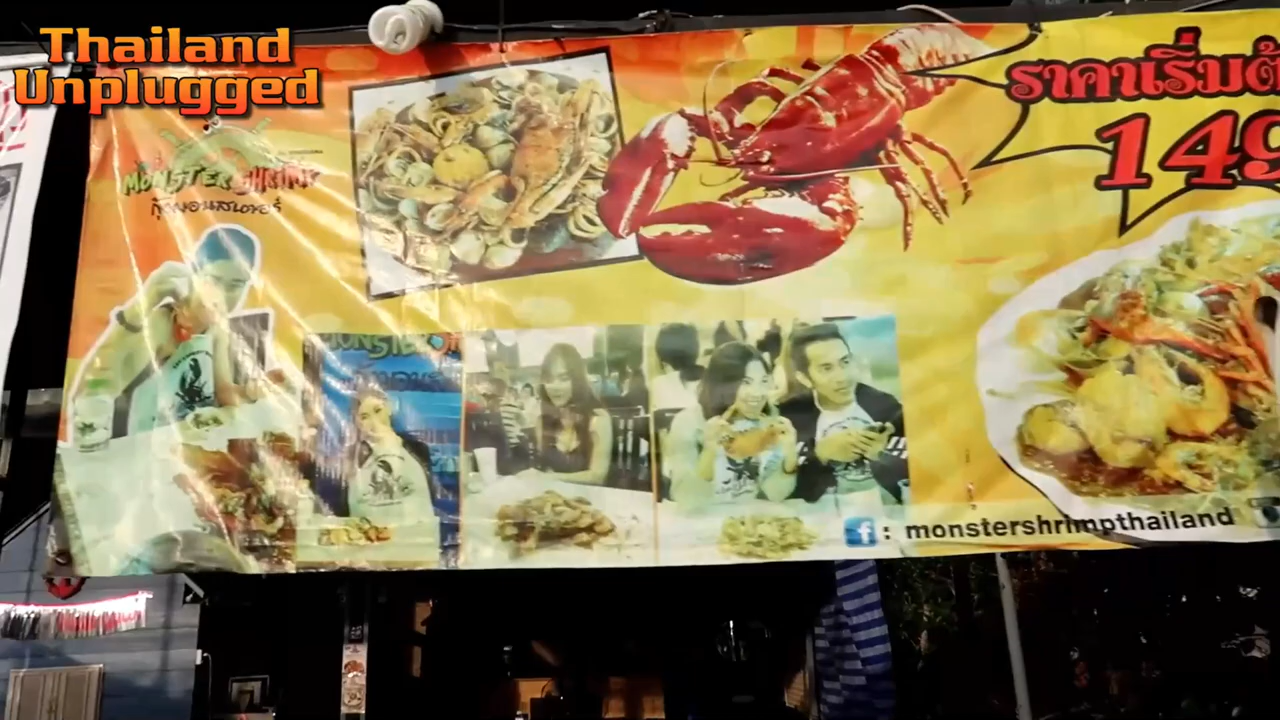 Thailand
Unplugged
MONSTER SHRIMP
กุ้งมอนสเตอร์
ราคาเริ่มต้
149
: monstershrimpthailand